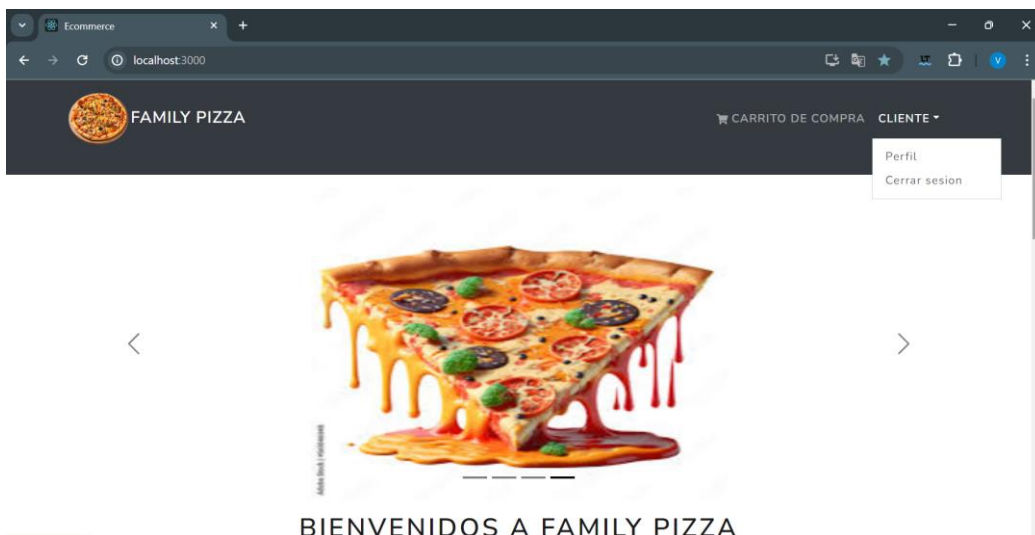 Ecommerce
localhost:3000
FAMILY PIZZA
CARRITO DE COMPRA CLIENTE
Perfil
Cerrar sesion
BIENVENIDOS A FAMILY PIZZA